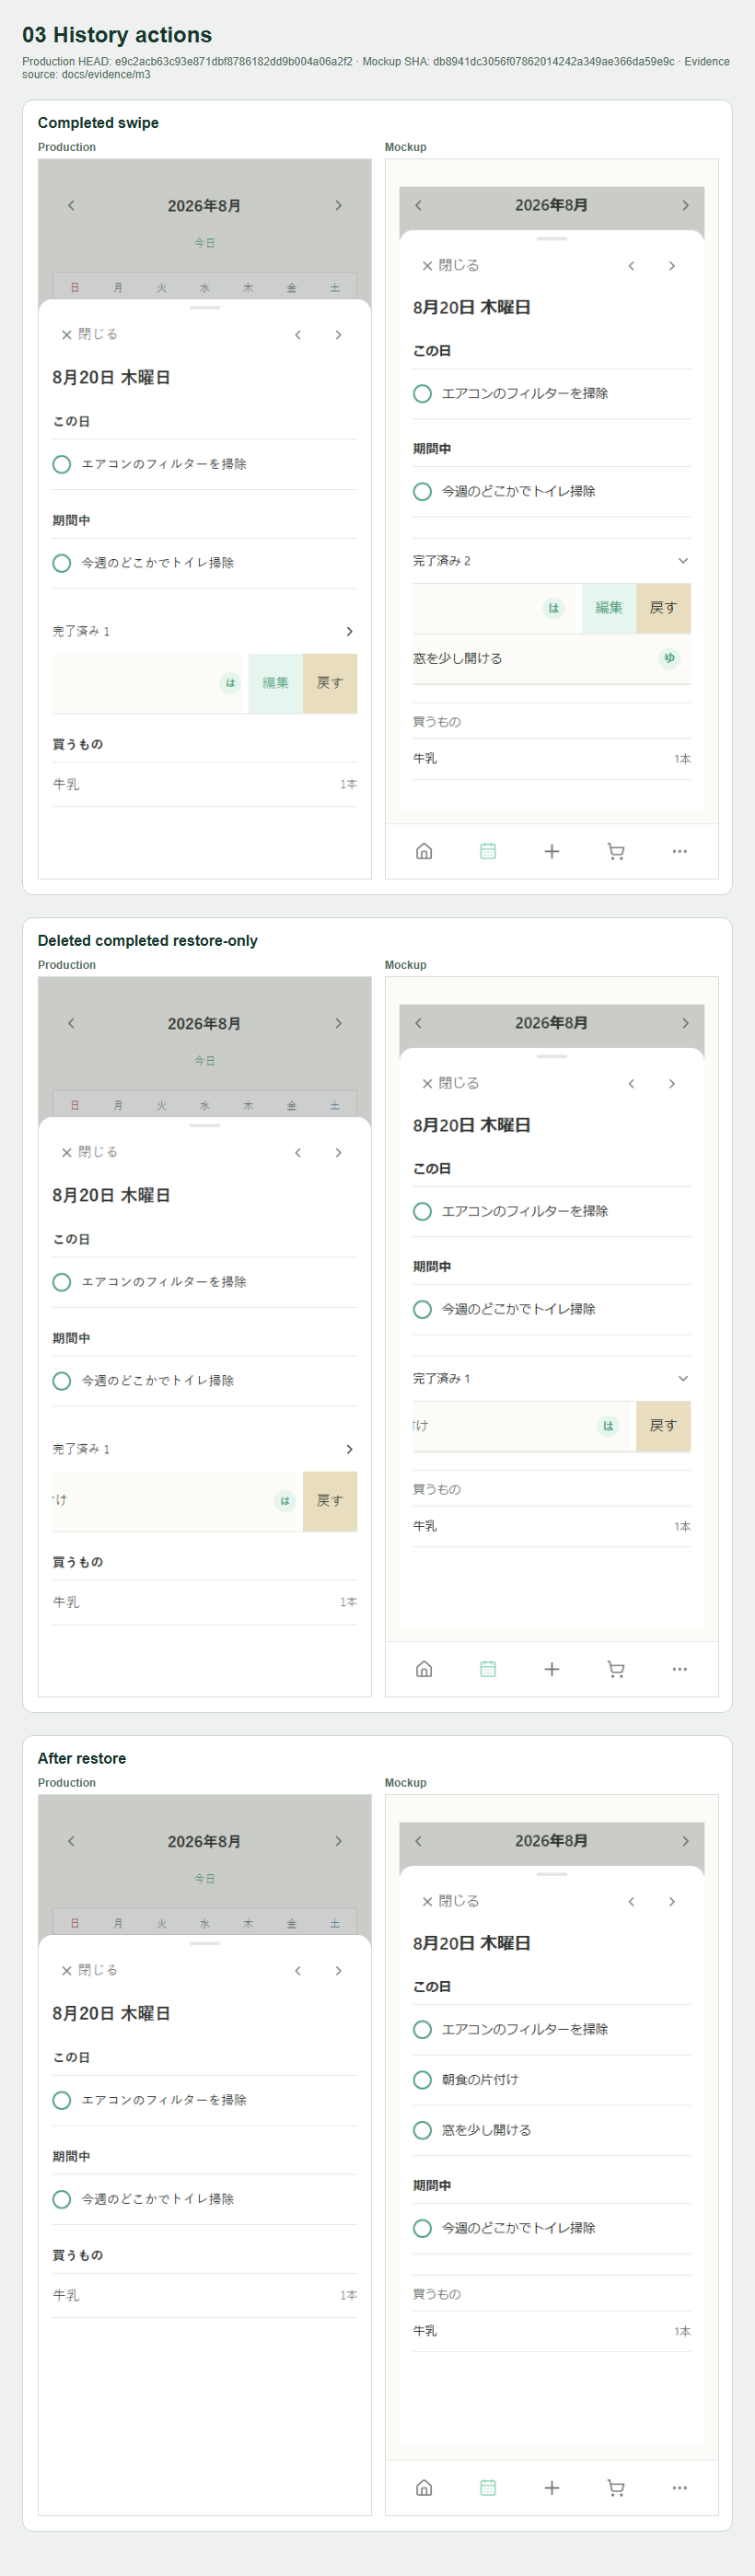 03 History actions
Production HEAD: e9c2acb63c93e871dbf8786182dd9b004a06a2f2 · Mockup SHA: db8941dc3056f07862014242a349ae366da59e9c · Evidence
source: docs/evidence/m3
Completed swipe
Production
2026年8月
今日
日 月 火 水 木 金 土
閉じる
8月20日 木曜日
この日
エアコンのフィルターを掃除
期間中
今週のどこかでトイレ掃除
完了済み 1
は 編集 戻す
買うもの
牛乳 1本
Mockup
2026年8月
閉じる
8月20日 木曜日
この日
エアコンのフィルターを掃除
期間中
今週のどこかでトイレ掃除
完了済み 2
は 編集 戻す
窓を少し開ける ゆ
買うもの
牛乳 1本
Deleted completed restore-only
Production
2026年8月
今日
日 月 火 水 木 金 土
閉じる
8月20日 木曜日
この日
エアコンのフィルターを掃除
期間中
今週のどこかでトイレ掃除
完了済み 1
け は 戻す
買うもの
牛乳 1本
Mockup
2026年8月
閉じる
8月20日 木曜日
この日
エアコンのフィルターを掃除
期間中
今週のどこかでトイレ掃除
完了済み 1
け は 戻す
買うもの
牛乳 1本
After restore
Production
2026年8月
今日
日 月 火 水 木 金 土
閉じる
8月20日 木曜日
この日
エアコンのフィルターを掃除
期間中
今週のどこかでトイレ掃除
買うもの
牛乳 1本
Mockup
2026年8月
閉じる
8月20日 木曜日
この日
エアコンのフィルターを掃除
朝食の片付け
窓を少し開ける
期間中
今週のどこかでトイレ掃除
買うもの
牛乳 1本